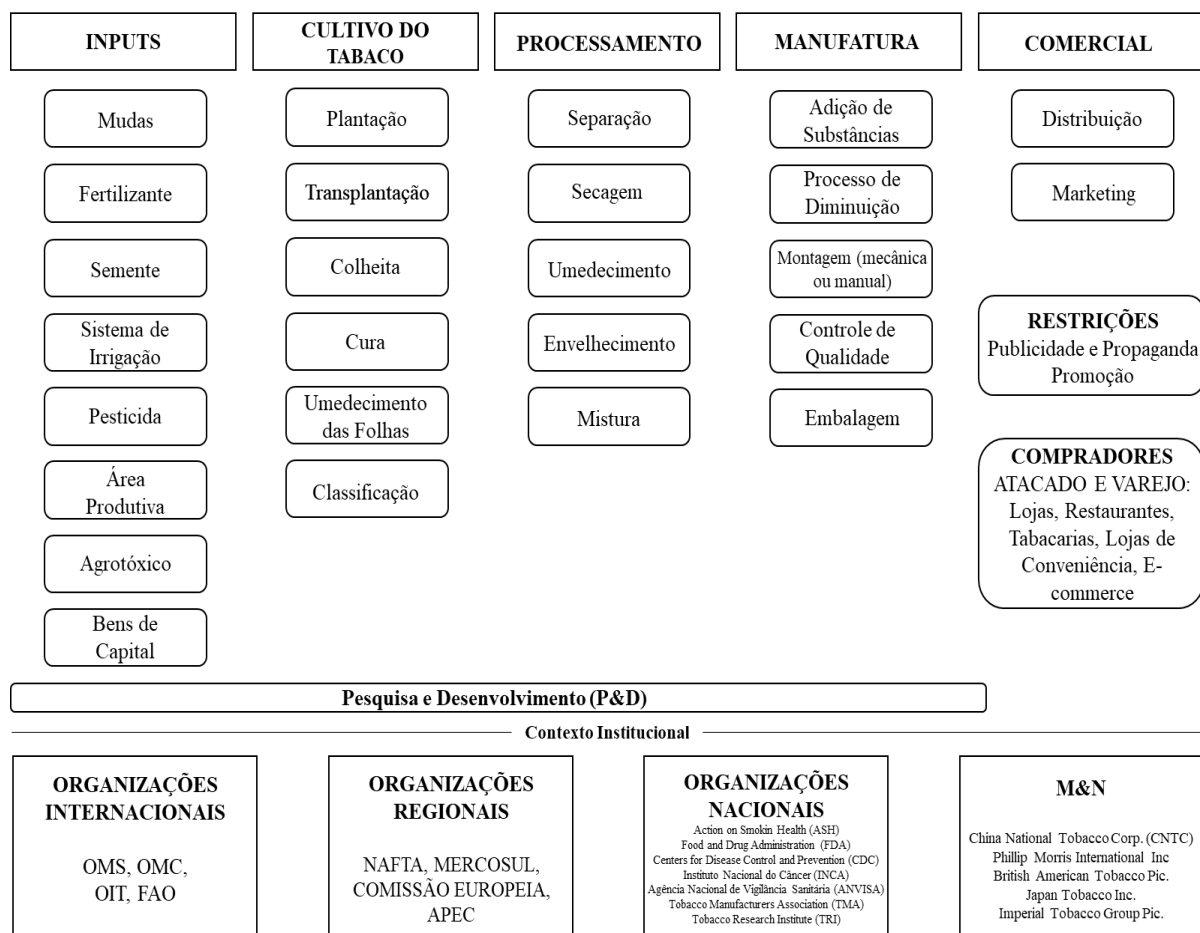 INPUTS
Mudas
Fertilizante
Semente
Sistema de
Irrigação
Pesticida
Área
Produtiva
Agrotóxico
Bens de
Capital
CULTIVO DO
TABACO
Plantação
Transplantação
Colheita
Cura
Umedecimento
das Folhas
Classificação
PROCESSAMENTO
Separação
Secagem
Umedecimento
Envelhecimento
Mistura
MANUFATURA
Adição de
Substâncias
Processo de
Diminuição
Montagem (mecânica
ou manual)
Controle de
Qualidade
Embalagem
COMERCIAL
Distribuição
Marketing
RESTRIÇÕES
Publicidade e Propaganda
Promoção
COMPRADORES
ATACADO E VAREJO:
Lojas, Restaurantes,
Tabacarias, Lojas de
Conveniência, E-
commerce
Pesquisa e Desenvolvimento (P&D)
Contexto Institucional
ORGANIZAÇÕES
INTERNACIONAIS
OMS, OMC,
OIT, FAO
ORGANIZAÇÕES
REGIONAIS
NAFTA, MERCOSUL,
COMISSÃO EUROPEIA,
APEC
ORGANIZAÇÕES
NACIONAIS
Action on Smokin Health (ASH)
Food and Drug Administration (FDA)
Centers for Disease Control and Prevention (CDC)
Instituto Nacional do Câncer (INCA)
Agência Nacional de Vigilância Sanitária (ANVISA)
Tobacco Manufacturers Association (TMA)
Tobacco Research Institute (TRI)
M&N
China National Tobacco Corp. (CNTC)
Phillip Morris International Inc
British American Tobacco Pic.
Japan Tobacco Inc.
Imperial Tobacco Group Pic.